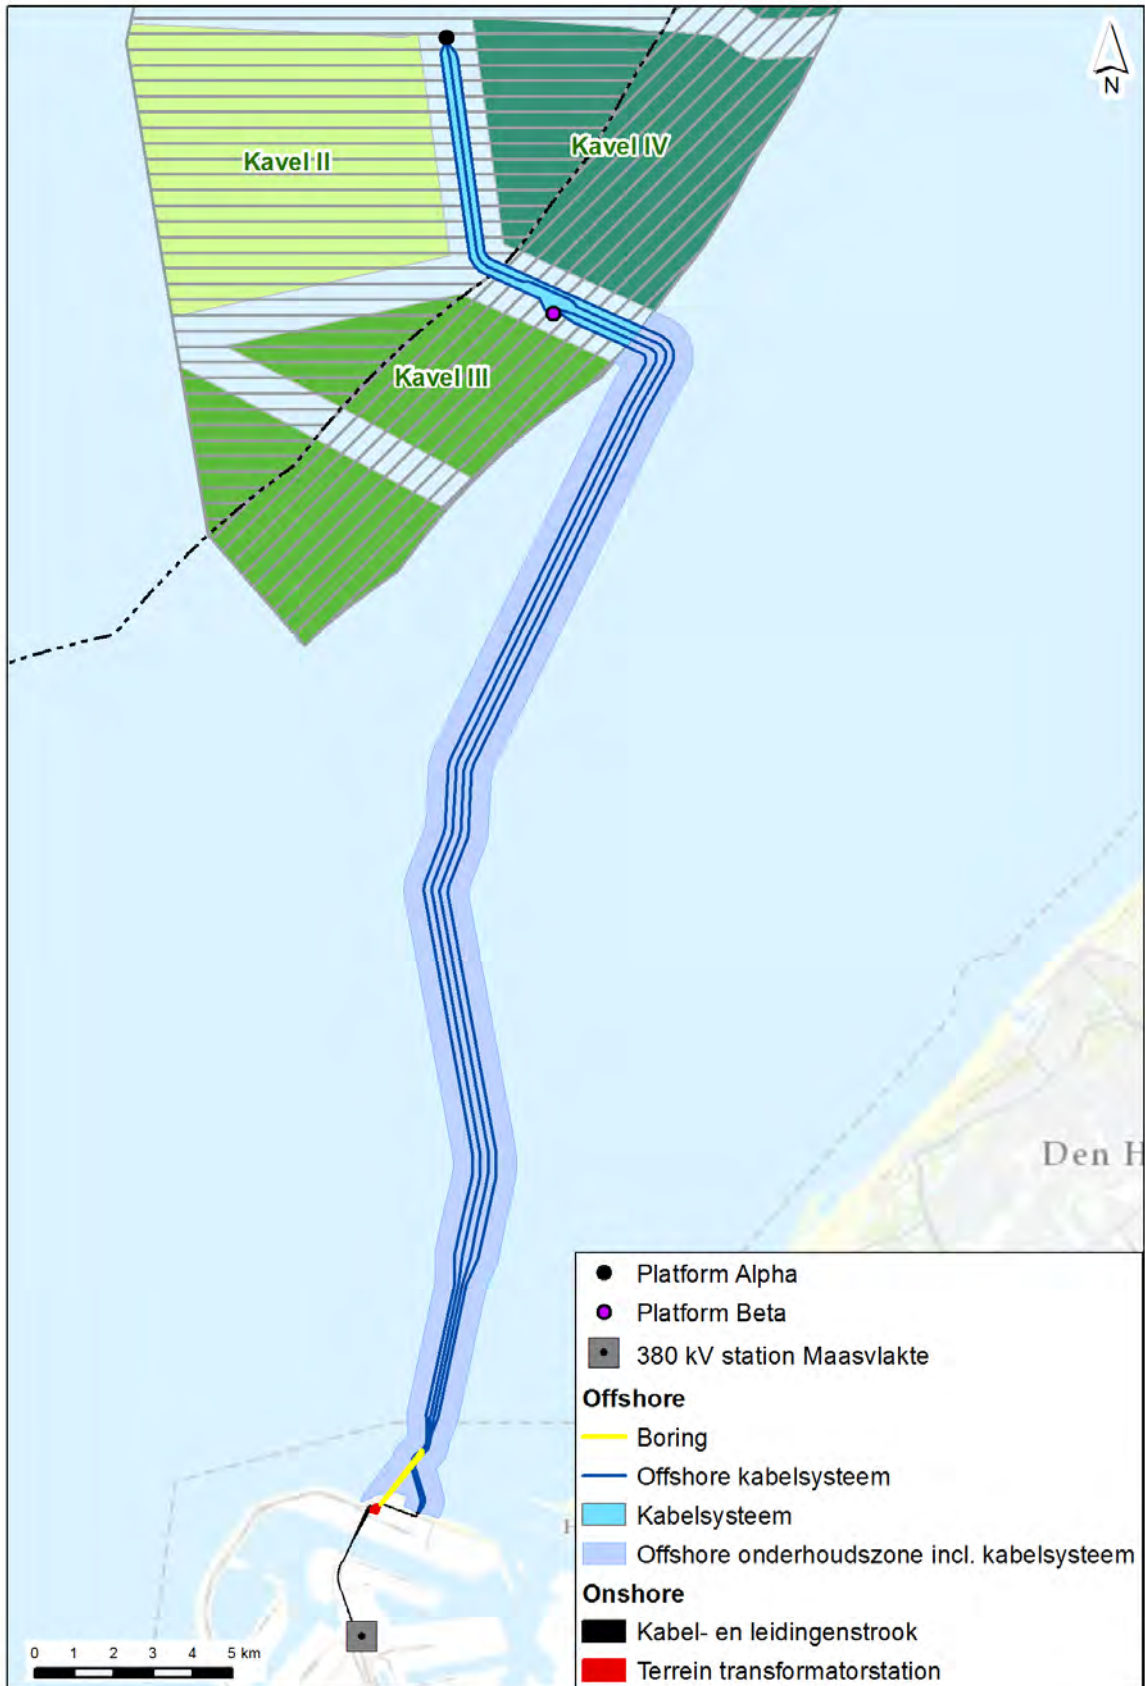 N
Kavel II
Kavel IV
Kavel III
Den H
H
Platform Alpha
Platform Beta
380 kV station Maasvlakte
Offshore
Boring
Offshore kabelsysteem
Kabelsysteem
Offshore onderhoudszone incl. kabelsysteem
Onshore
Kabel- en leidingenstrook
Terrein transformatorstation
0 1 2 3 4 5 km